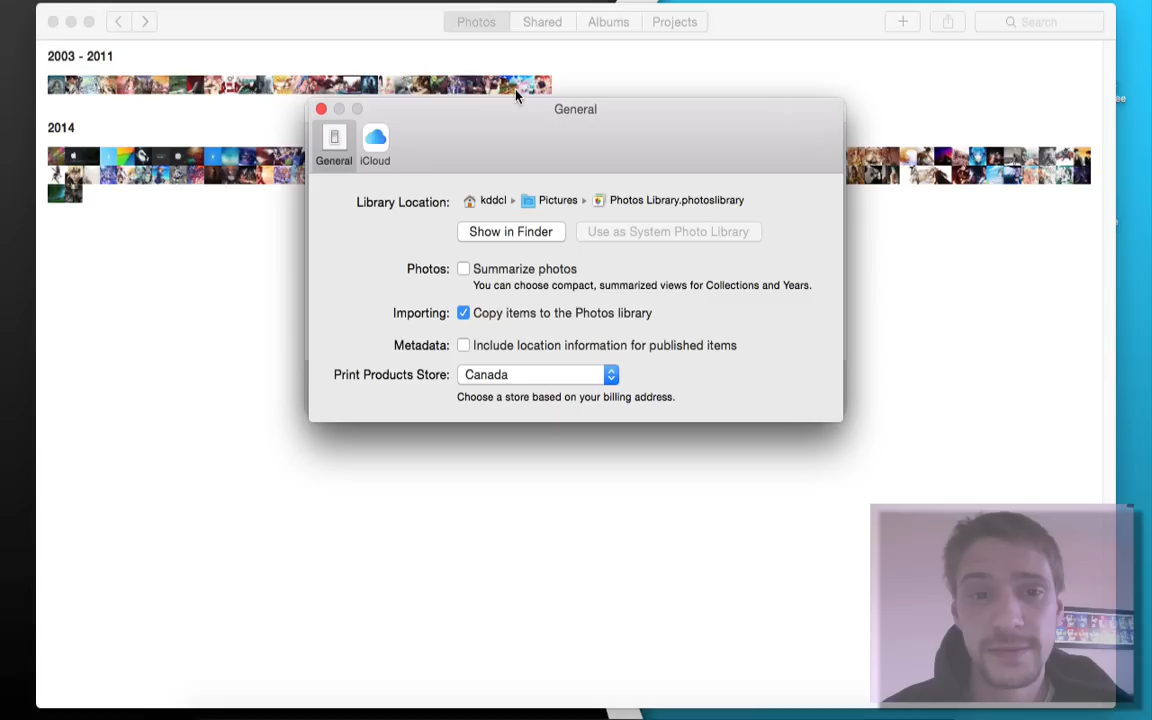 Photos Shared Albums Projects
Search
2003 - 2011
General
2014
General iCloud
Library Location: kddcl Pictures Photos Library.photoslibrary
Show in Finder Use as System Photo Library
Photos: Summarize photos
You can choose compact, summarized views for Collections and Years.
Importing: Copy items to the Photos library
Metadata: Include location information for published items
Print Products Store: Canada
Choose a store based on your billing address.